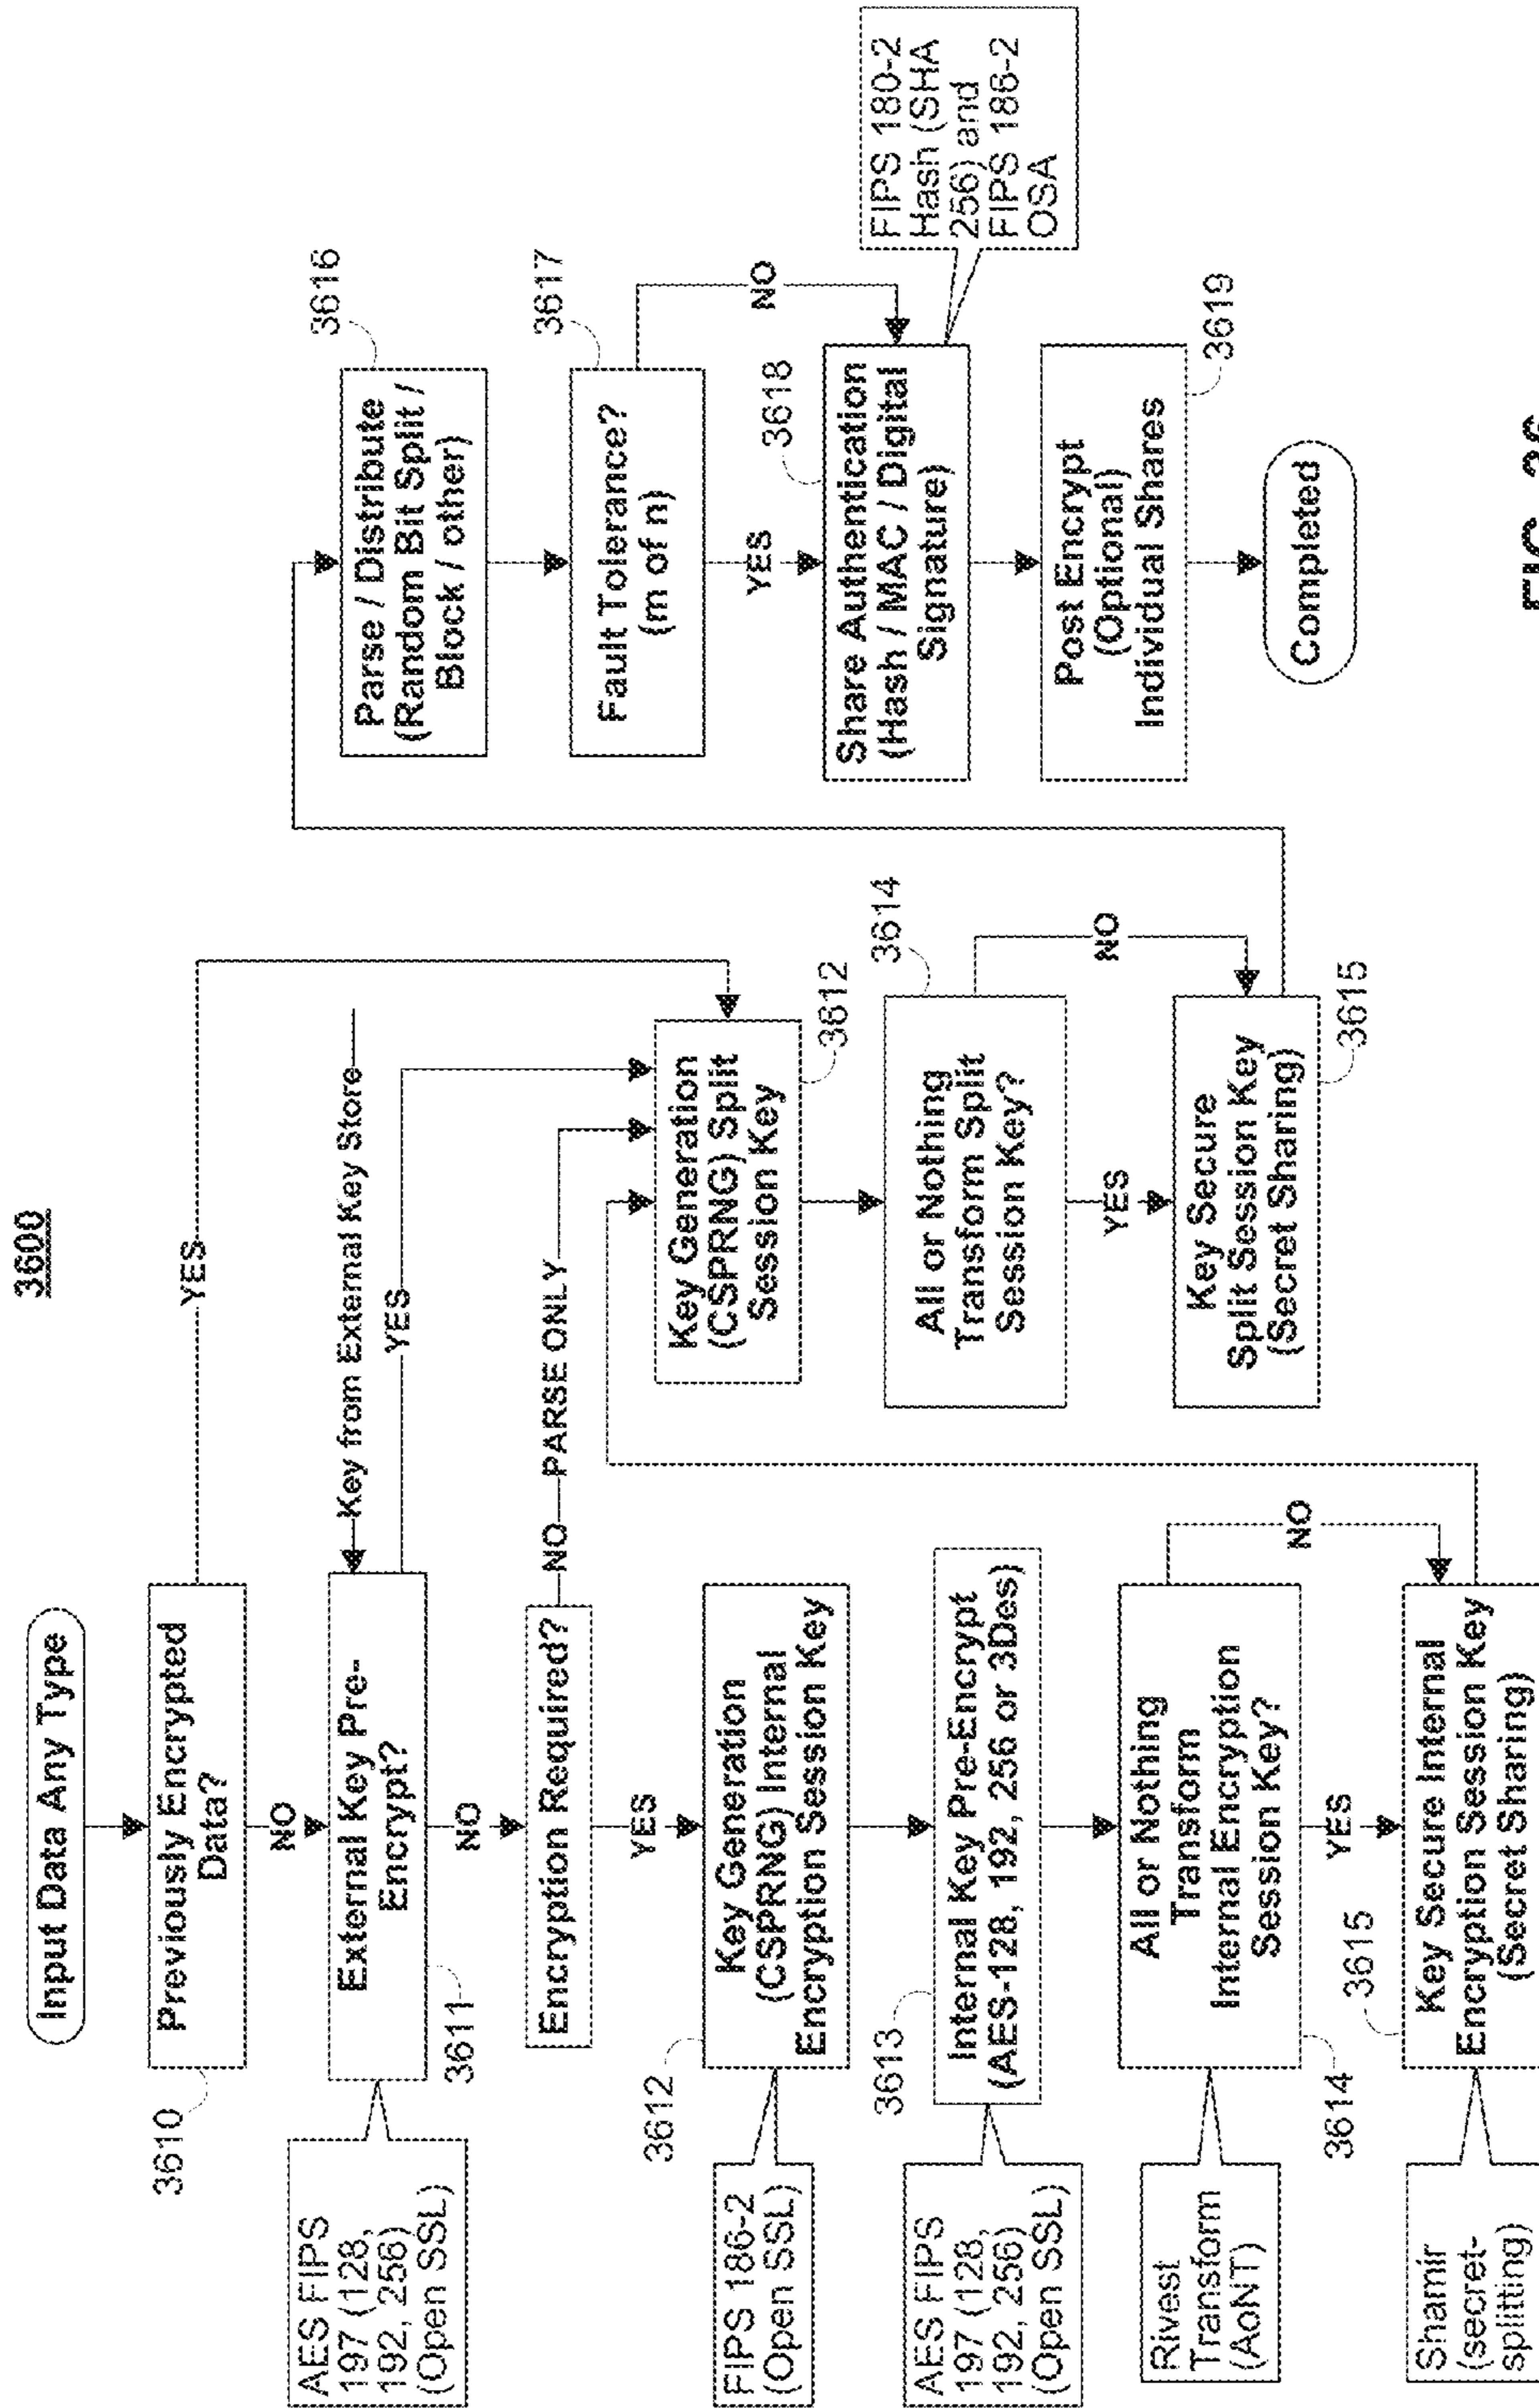 3600
Input Data Any Type
Previously Encrypted
Data?
3610
YES
NO
Key from External Key Store
External Key Pre-
Encrypt?
3611
AES FIPS
197 (128,
192, 256)
(Open SSL)
YES
NO
Encryption Required?
NO
PARSE ONLY
YES
Key Generation
(CSPRNG) Internal
Encryption Session Key
3612
FIPS 186-2
(Open SSL)
Internal Key Pre-Encrypt
(AES-128, 192, 256 or 3Des)
3613
AES FIPS
197 (128,
192, 256)
(Open SSL)
All or Nothing
Transform
Internal Encryption
Session Key?
3614
Rivest
Transform
(AoNT)
NO
YES
Key Secure Internal
Encryption Session Key
(Secret Sharing)
3615
Shamir
(secret-
splitting)
Key Generation
(CSPRNG) Split
Session Key
3612
All or Nothing
Transform Split
Session Key?
3614
NO
YES
Key Secure
Split Session Key
(Secret Sharing)
3615
Parse / Distribute
(Random Bit Split /
Block / other)
3616
Fault Tolerance?
(m of n)
3617
NO
YES
Share Authentication
(Hash / MAC / Digital
Signature)
3618
FIPS 180-2
Hash (SHA
256) and
FIPS 186-2
OSA
Post Encrypt
(Optional)
Individual Shares
3619
Completed